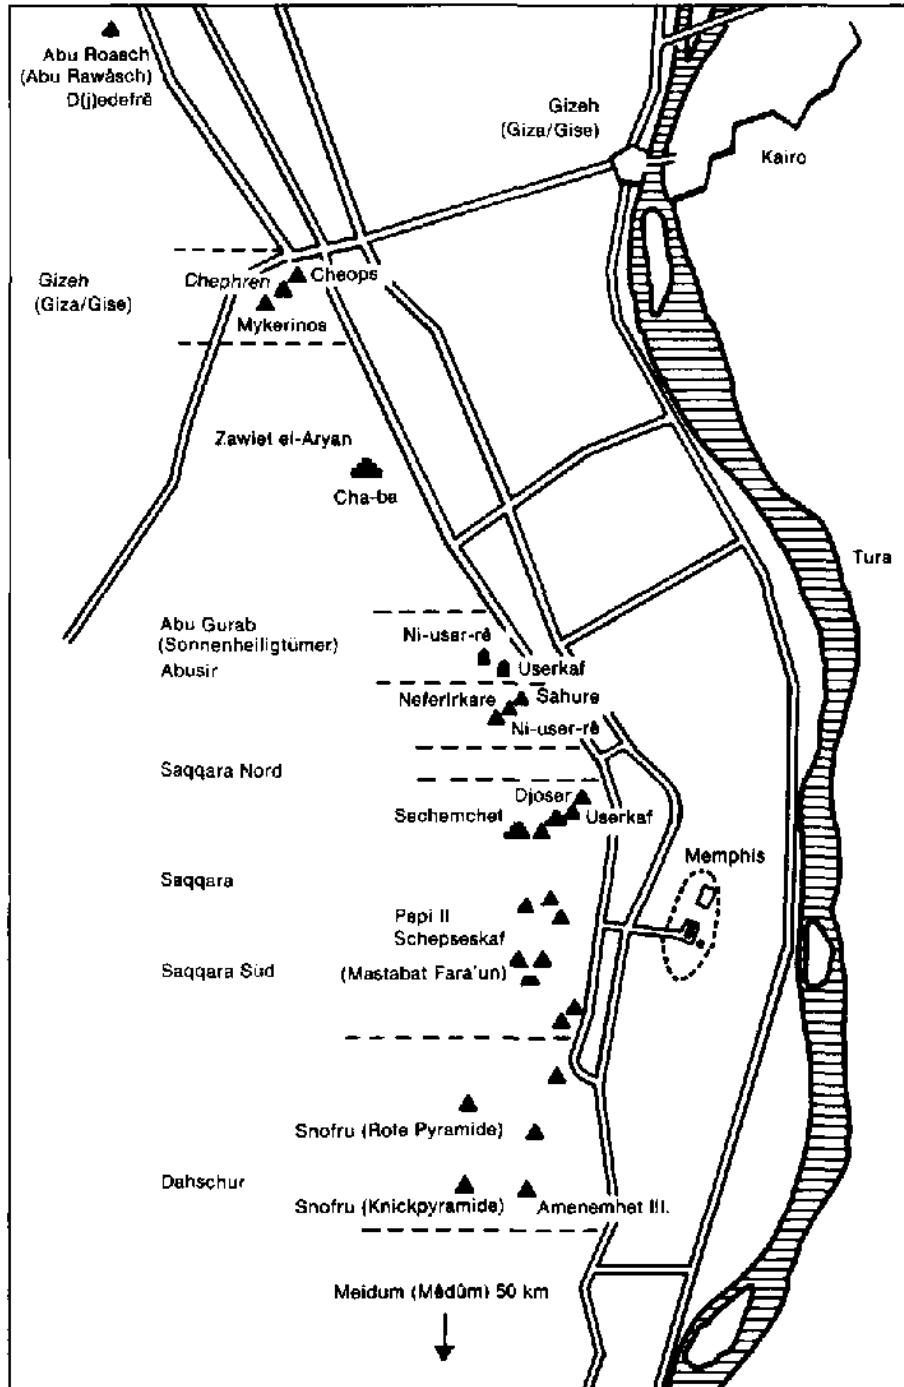 Abu Roasch
(Abu Rawâsch)
D(j)edefrê
Gizeh
(Giza/Gise)
Kairo
Gizeh
(Giza/Gise)
Chephren
Cheops
Mykerinos
Zawiet el-Aryan
Cha-ba
Tura
Abu Gurab
(Sonnenheiligtümer)
Abusir
Ni-user-rê
Userkaf
Neferirkare
Sahure
Ni-user-rê
Saqqara Nord
Djoser
Sechemchet
Userkaf
Memphis
Saqqara
Pepi II
Schepseskaf
Saqqara Süd
(Mastabat Fara'un)
Snofru (Rote Pyramide)
Dahschur
Snofru (Knickpyramide)
Amenemhet III.
Meidum (Mêdûm) 50 km